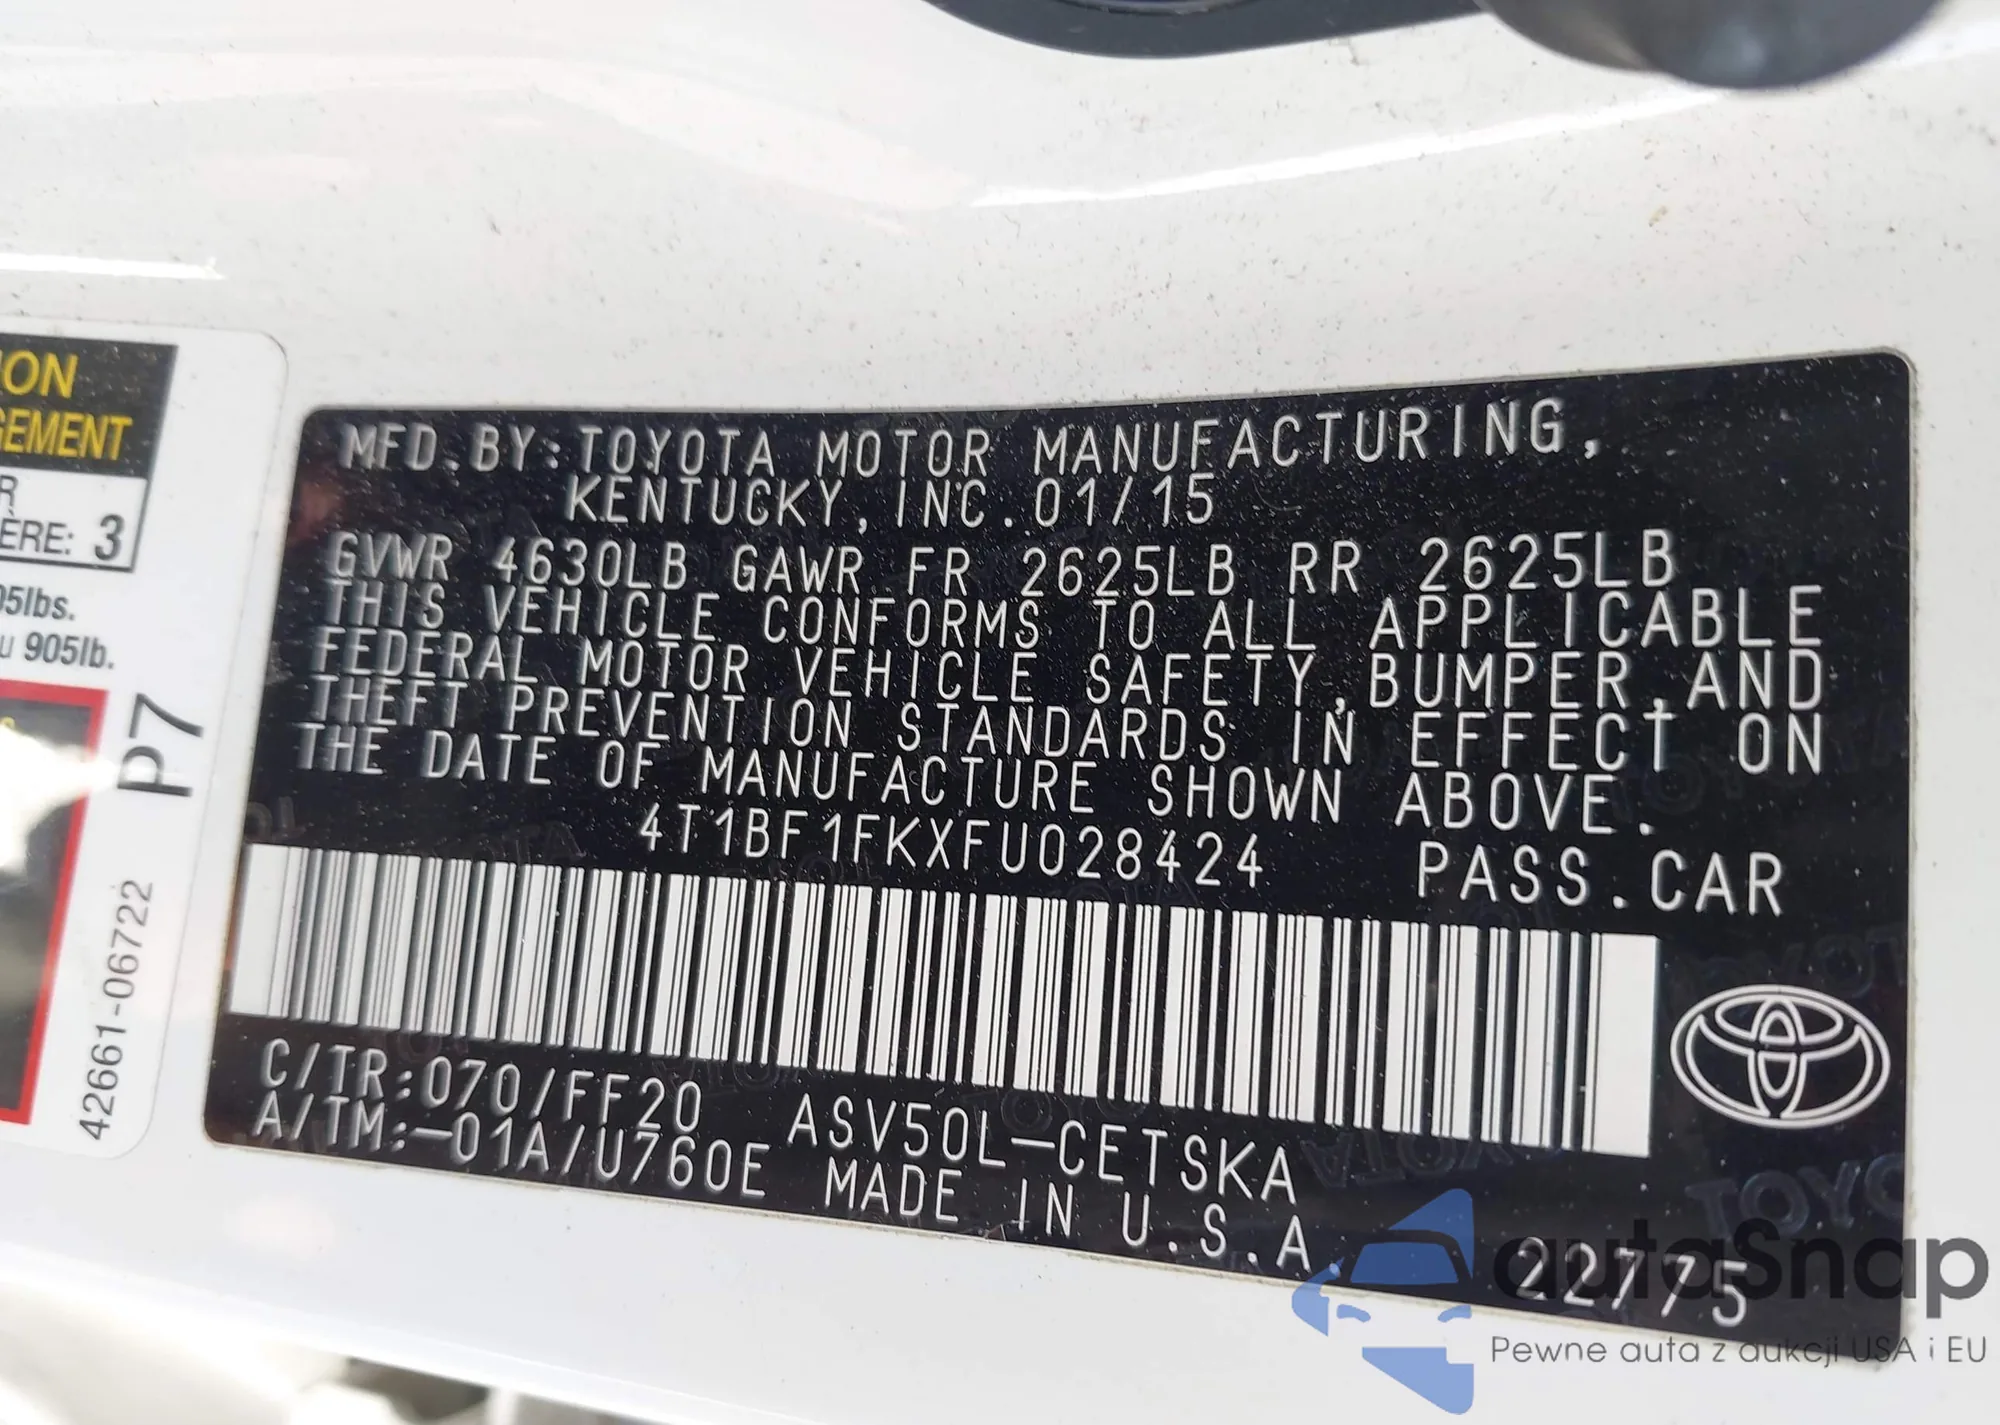 ION
GEMENT
R
ÈRE: 3
05lbs.
u 905lb.
P7
42661-06722
MFD.BY:TOYOTA MOTOR MANUFACTURING,
KENTUCKY, INC. 01/15
GVWR 4630LB GAWR FR 2625LB RR 2625LB
THIS VEHICLE CONFORMS TO ALL APPLICABLE
FEDERAL MOTOR VEHICLE SAFETY, BUMPER, AND
THEFT PREVENTION STANDARDS IN EFFECT ON
THE DATE OF MANUFACTURE SHOWN ABOVE.
4T1BF1FKXFU028424 PASS.CAR
C/TR:070/FF20 ASV50L-CETSKA
A/TM:-01A/U760E MADE IN U.S.A.
22775
autoSnap
Pewne auta z aukcji USA i EU